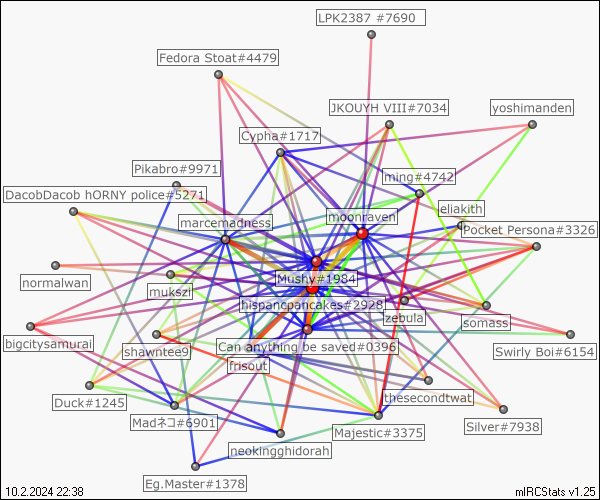 LPK2387 #7690
Fedora Stoat#4479
JKOUYH VIII#7034
yoshimanden
Cypha#1717
Pikabro#9971
ming#4742
DacobDacob hORNY police#5271
eliakith
marcemadness
moonraven
Pocket Persona#3326
normalwan
mukszi
Mushy#1984
hispancpancakes#2928
zebula
somass
bigcitysamurai
shawntee9
Can anything be saved#0396
Swirly Boi#6154
frisout
thesecondtwat
Duck#1245
Madネコ#6901
Majestic#3375
Silver#7938
neokingghidorah
Eg.Master#1378
10.2.2024 22:38
mIRCStats v1.25